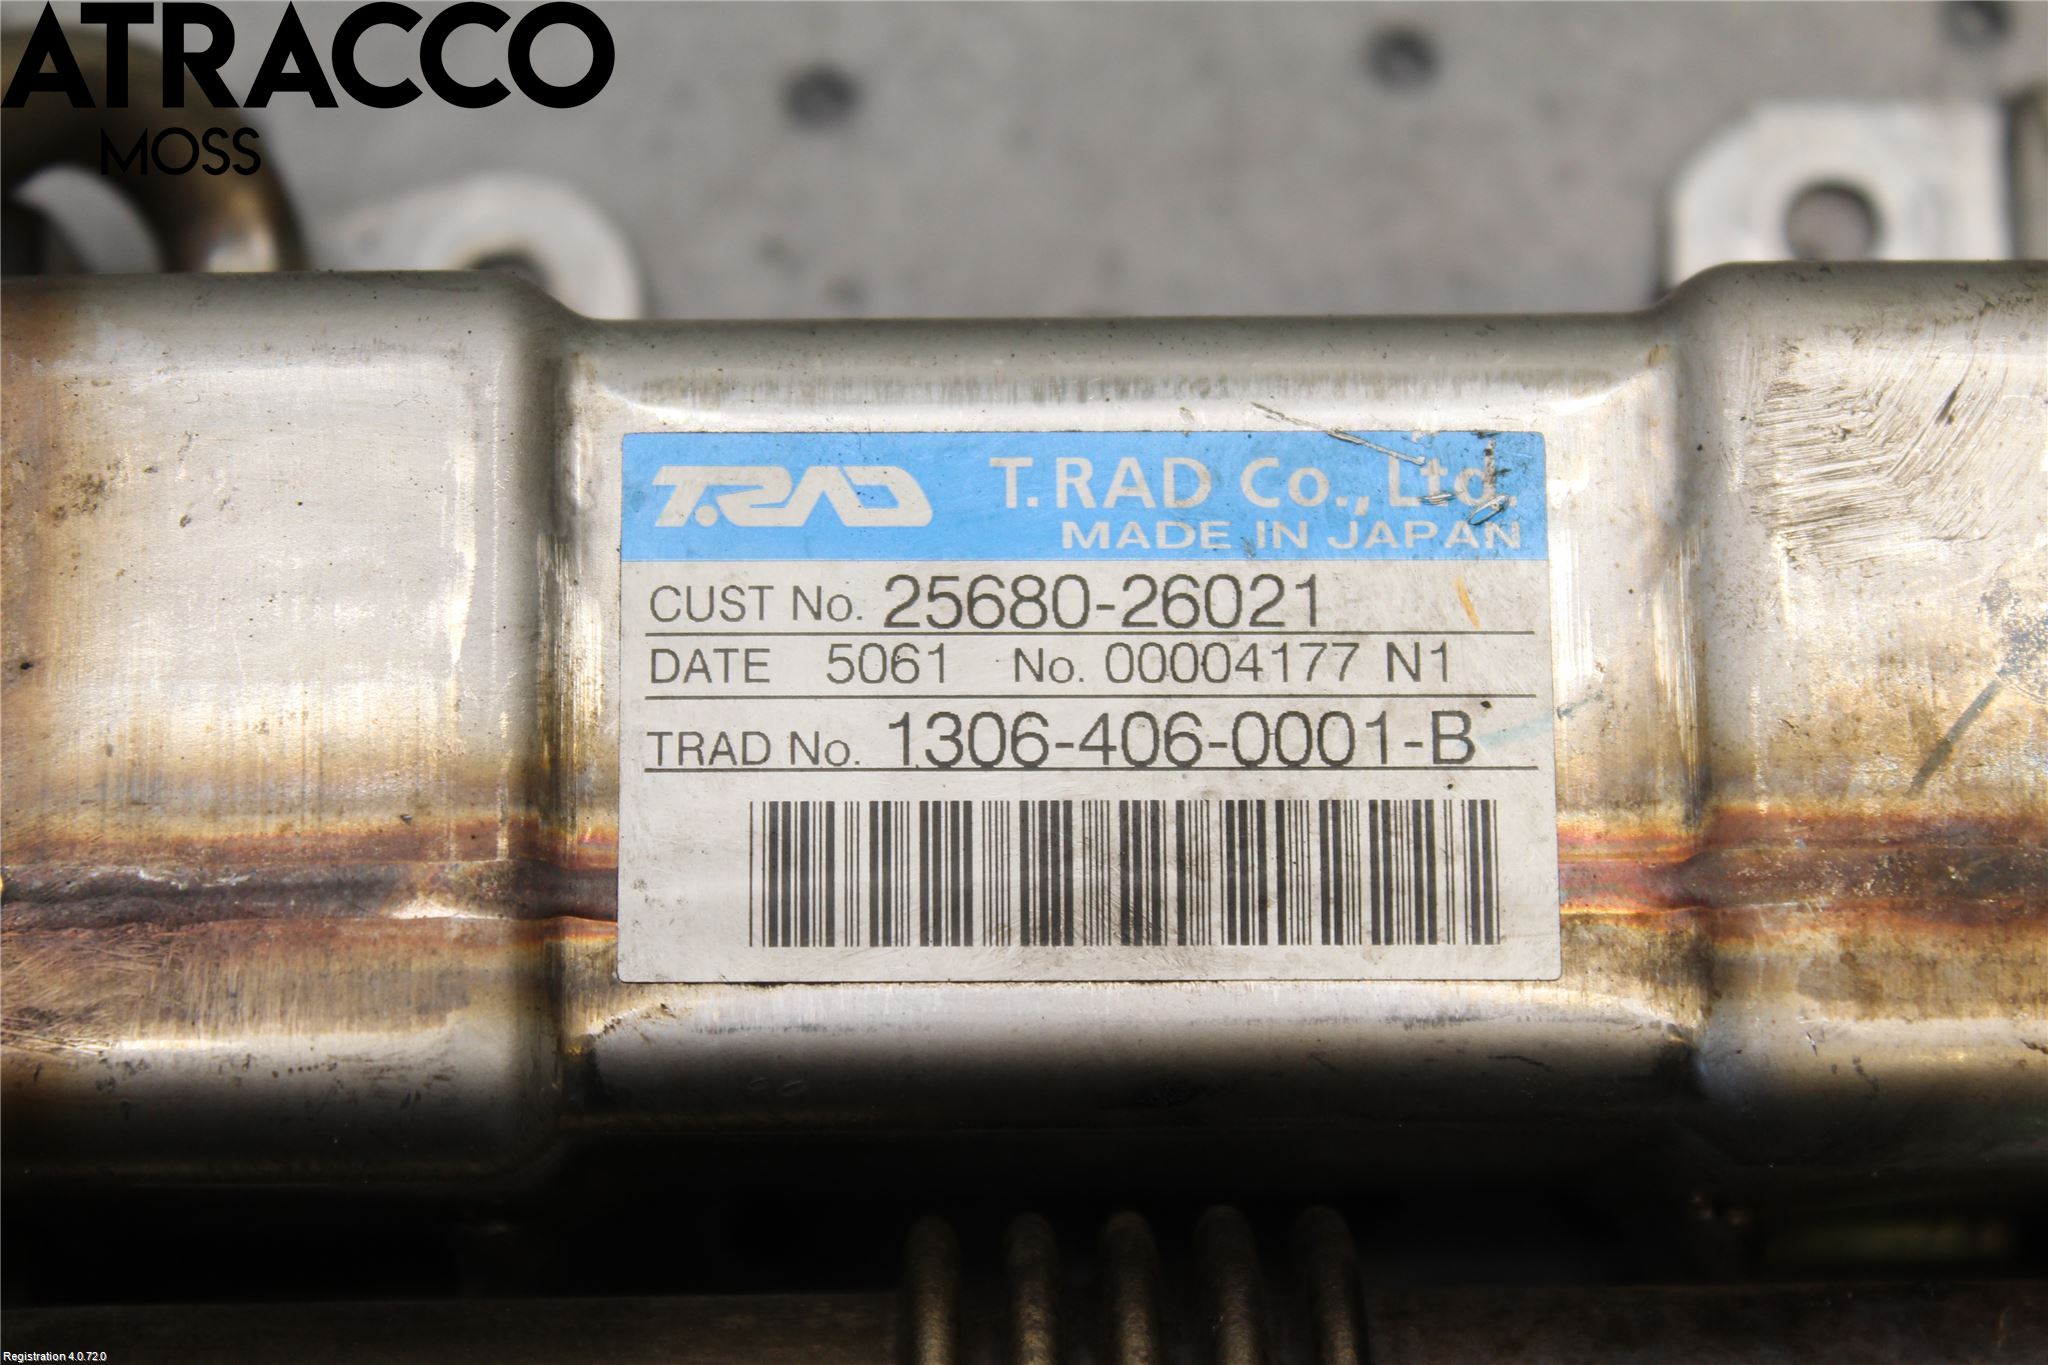 ATRACCO
MOSS
T.RAD T.RAD Co., Ltd.
MADE IN JAPAN
CUST No. 25680-26021
DATE 5061 No. 00004177 N1
TRAD No. 1306-406-0001-B
Registration 4.0.72.0